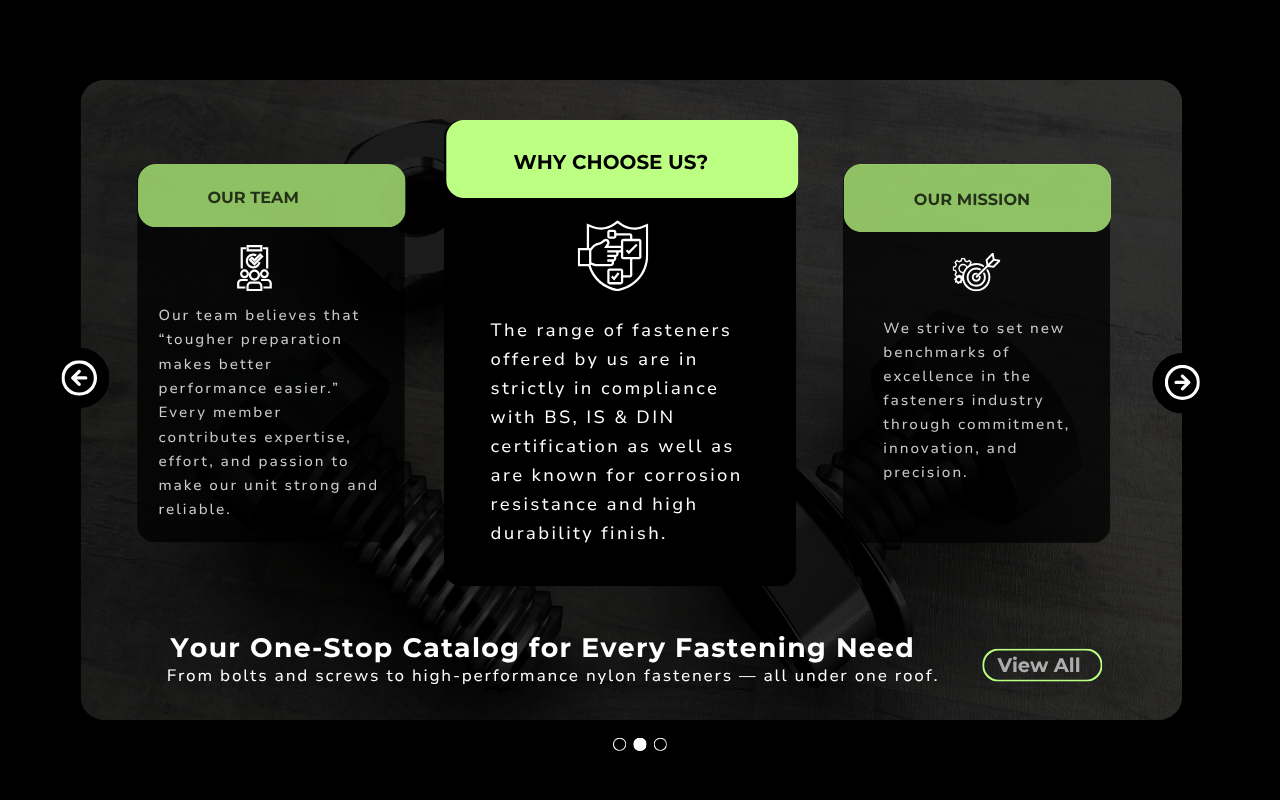 OUR TEAM
Our team believes that
“tougher preparation
makes better
performance easier.”
Every member
contributes expertise,
effort, and passion to
make our unit strong and
reliable.
WHY CHOOSE US?
The range of fasteners
offered by us are in
strictly in compliance
with BS, IS & DIN
certification as well as
are known for corrosion
resistance and high
durability finish.
OUR MISSION
We strive to set new
benchmarks of
excellence in the
fasteners industry
through commitment,
innovation, and
precision.
Your One-Stop Catalog for Every Fastening Need
From bolts and screws to high-performance nylon fasteners — all under one roof.
View All